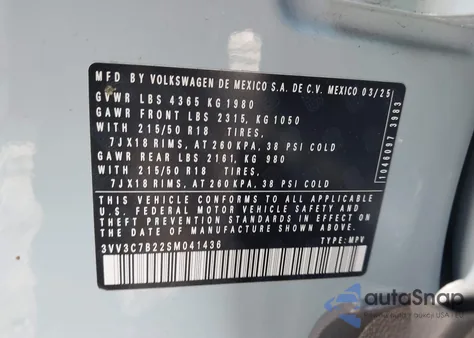 MFD BY VOLKSWAGEN DE MEXICO S.A. DE C.V. MEXICO 03/25
GVWR LBS 4365 KG 1980
GAWR FRONT LBS 2315, KG 1050
WITH 215/50 R18 TIRES,
7JX18 RIMS, AT 260 KPA, 38 PSI COLD
GAWR REAR LBS 2161, KG 980
WITH 215/50 R18 TIRES,
7JX18 RIMS, AT 260 KPA, 38 PSI COLD
THIS VEHICLE CONFORMS TO ALL APPLICABLE
U.S. FEDERAL MOTOR VEHICLE SAFETY AND
THEFT PREVENTION STANDARDS IN EFFECT ON
THE DATE OF MANUFACTURE SHOWN ABOVE.
3VV3C7B22SM041436 TYPE: MPV
1046097 3983
autoSnap